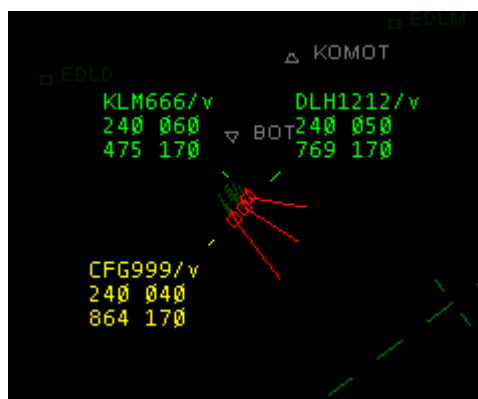 EDLM
KOMOT
EDLD
KLM666/v
240 060
475 170
BOT
DLH1212/v
240 050
769 170
CFG999/v
240 040
864 170